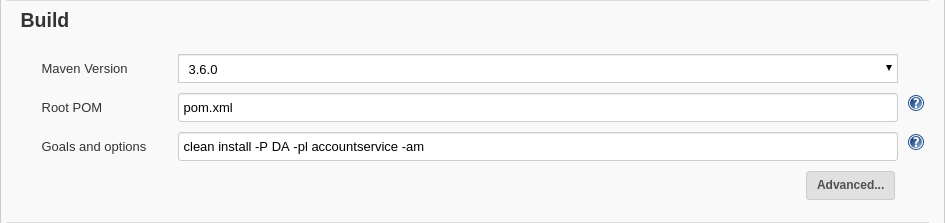 Build
Maven Version 3.6.0
Root POM pom.xml
Goals and options clean install -P DA -pl accountservice -am
Advanced...